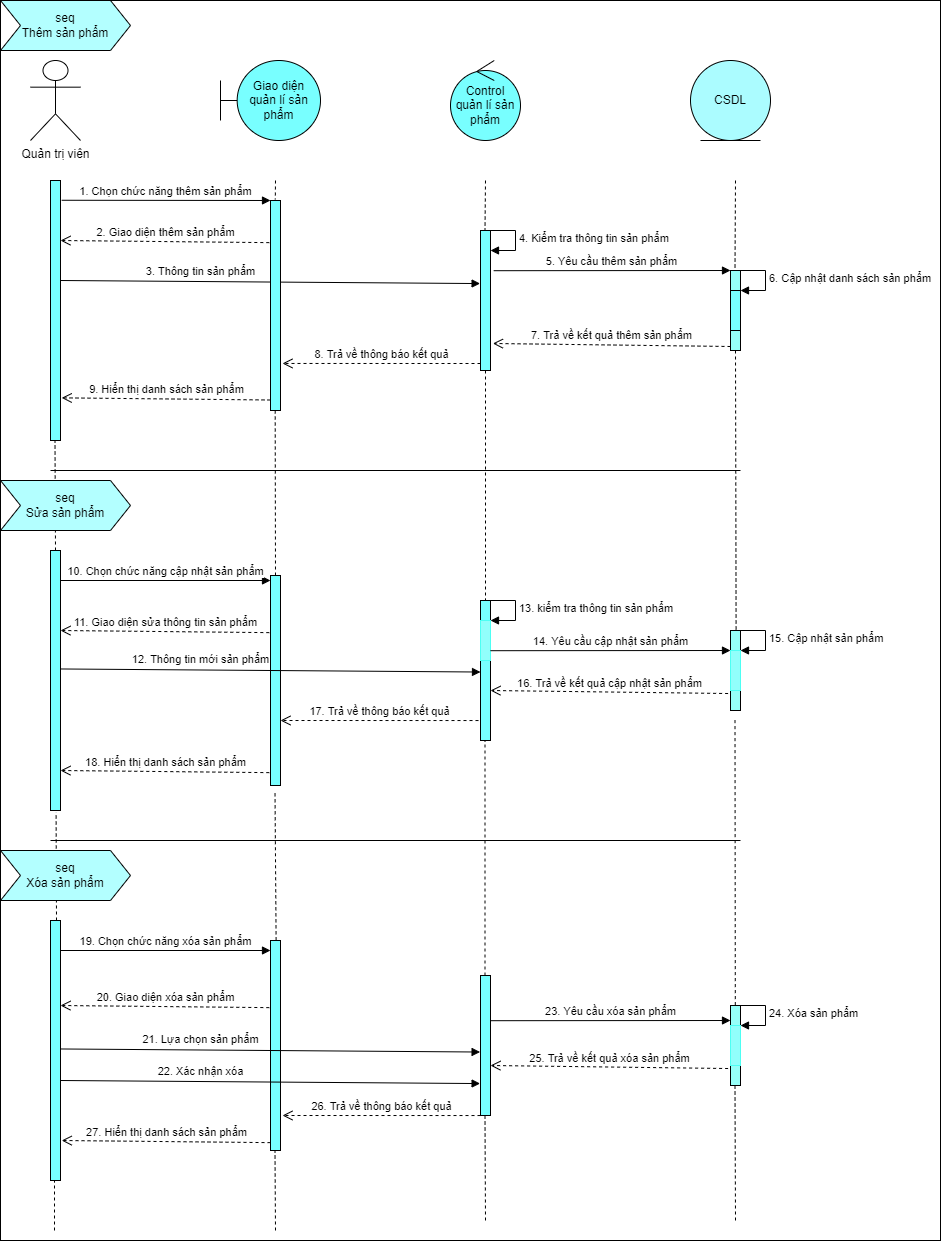 seq
Thêm sản phẩm
Quản trị viên
Giao diện
quản lí sản
phẩm
Control
quản lí sản
phẩm
CSDL
1. Chọn chức năng thêm sản phẩm
2. Giao diện thêm sản phẩm
3. Thông tin sản phẩm
4. Kiểm tra thông tin sản phẩm
5. Yêu cầu thêm sản phẩm
6. Cập nhật danh sách sản phẩm
7. Trả về kết quả thêm sản phẩm
8. Trả về thông báo kết quả
9. Hiển thị danh sách sản phẩm
seq
Sửa sản phẩm
10. Chọn chức năng cập nhật sản phẩm
11. Giao diện sửa thông tin sản phẩm
12. Thông tin mới sản phẩm
13. kiểm tra thông tin sản phẩm
14. Yêu cầu cập nhật sản phẩm
15. Cập nhật sản phẩm
16. Trả về kết quả cập nhật sản phẩm
17. Trả về thông báo kết quả
18. Hiển thị danh sách sản phẩm
seq
Xóa sản phẩm
19. Chọn chức năng xóa sản phẩm
20. Giao diện xóa sản phẩm
21. Lựa chọn sản phẩm
22. Xác nhận xóa
23. Yêu cầu xóa sản phẩm
24. Xóa sản phẩm
25. Trả về kết quả xóa sản phẩm
26. Trả về thông báo kết quả
27. Hiển thị danh sách sản phẩm